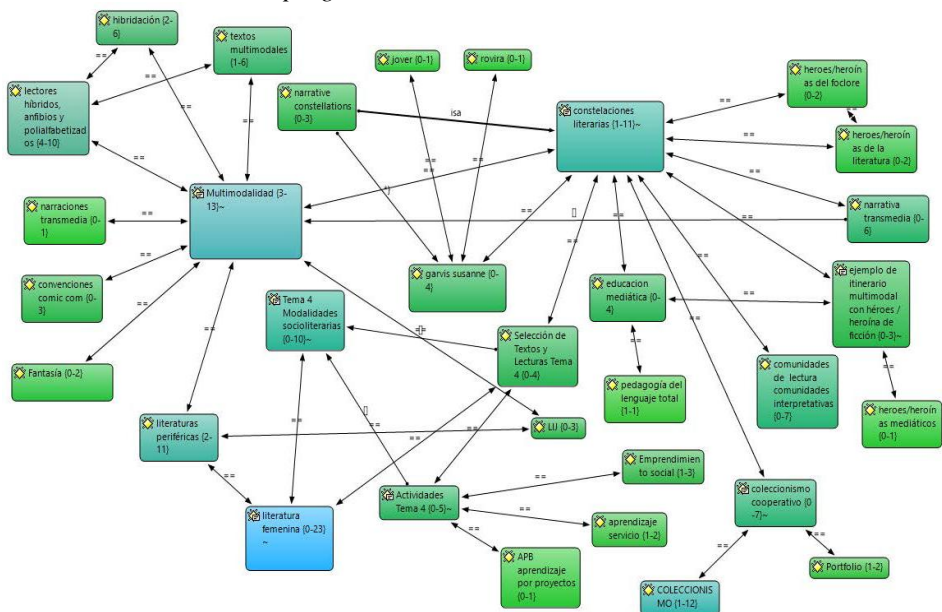 hibridación {2-
6}
textos
multimodales
{1-6}
lectores
híbridos,
anfibios y
polialfabetizad
os {4-10}
narrative
constellations
{0-3}
jover {0-1}
rovira {0-1}
isa
constelaciones
literarias {1-11}~
heroes/heroín
as del foclore
{0-2}
heroes/heroín
as de la
literatura {0-2}
Multimodalidad {3-
13}~
narraciones
transmedia {0-
1}
narrativa
transmedia {0-
6}
convenciones
comic com {0-
3}
garvis susanne {0-
4}
educacion
mediática {0-
4}
ejemplo de
itinerario
multimodal
con héroes /
heroína de
ficción {0-3}~
Tema 4
Modalidades
socioliterarias
{0-10}~
Selección de
Textos y
Lecturas Tema
4 {0-4}
Fantasía {0-2}
pedagogía del
lenguaje total
{1-1}
comunidades
de lectura
comunidades
interpretativas
{0-7}
heroes/heroín
as mediáticos
{0-1}
literaturas
periféricas {2-
11}
LIJ {0-3}
Emprendimien
to social {1-3}
literatura
femenina {0-23}
~
Actividades
Tema 4 {0-5}~
aprendizaje
servicio {1-2}
coleccionismo
cooperativo {0
-7}~
APB
aprendizaje
por proyectos
{0-1}
COLECCIONIS
MO {1-12}
Portfolio {1-2}